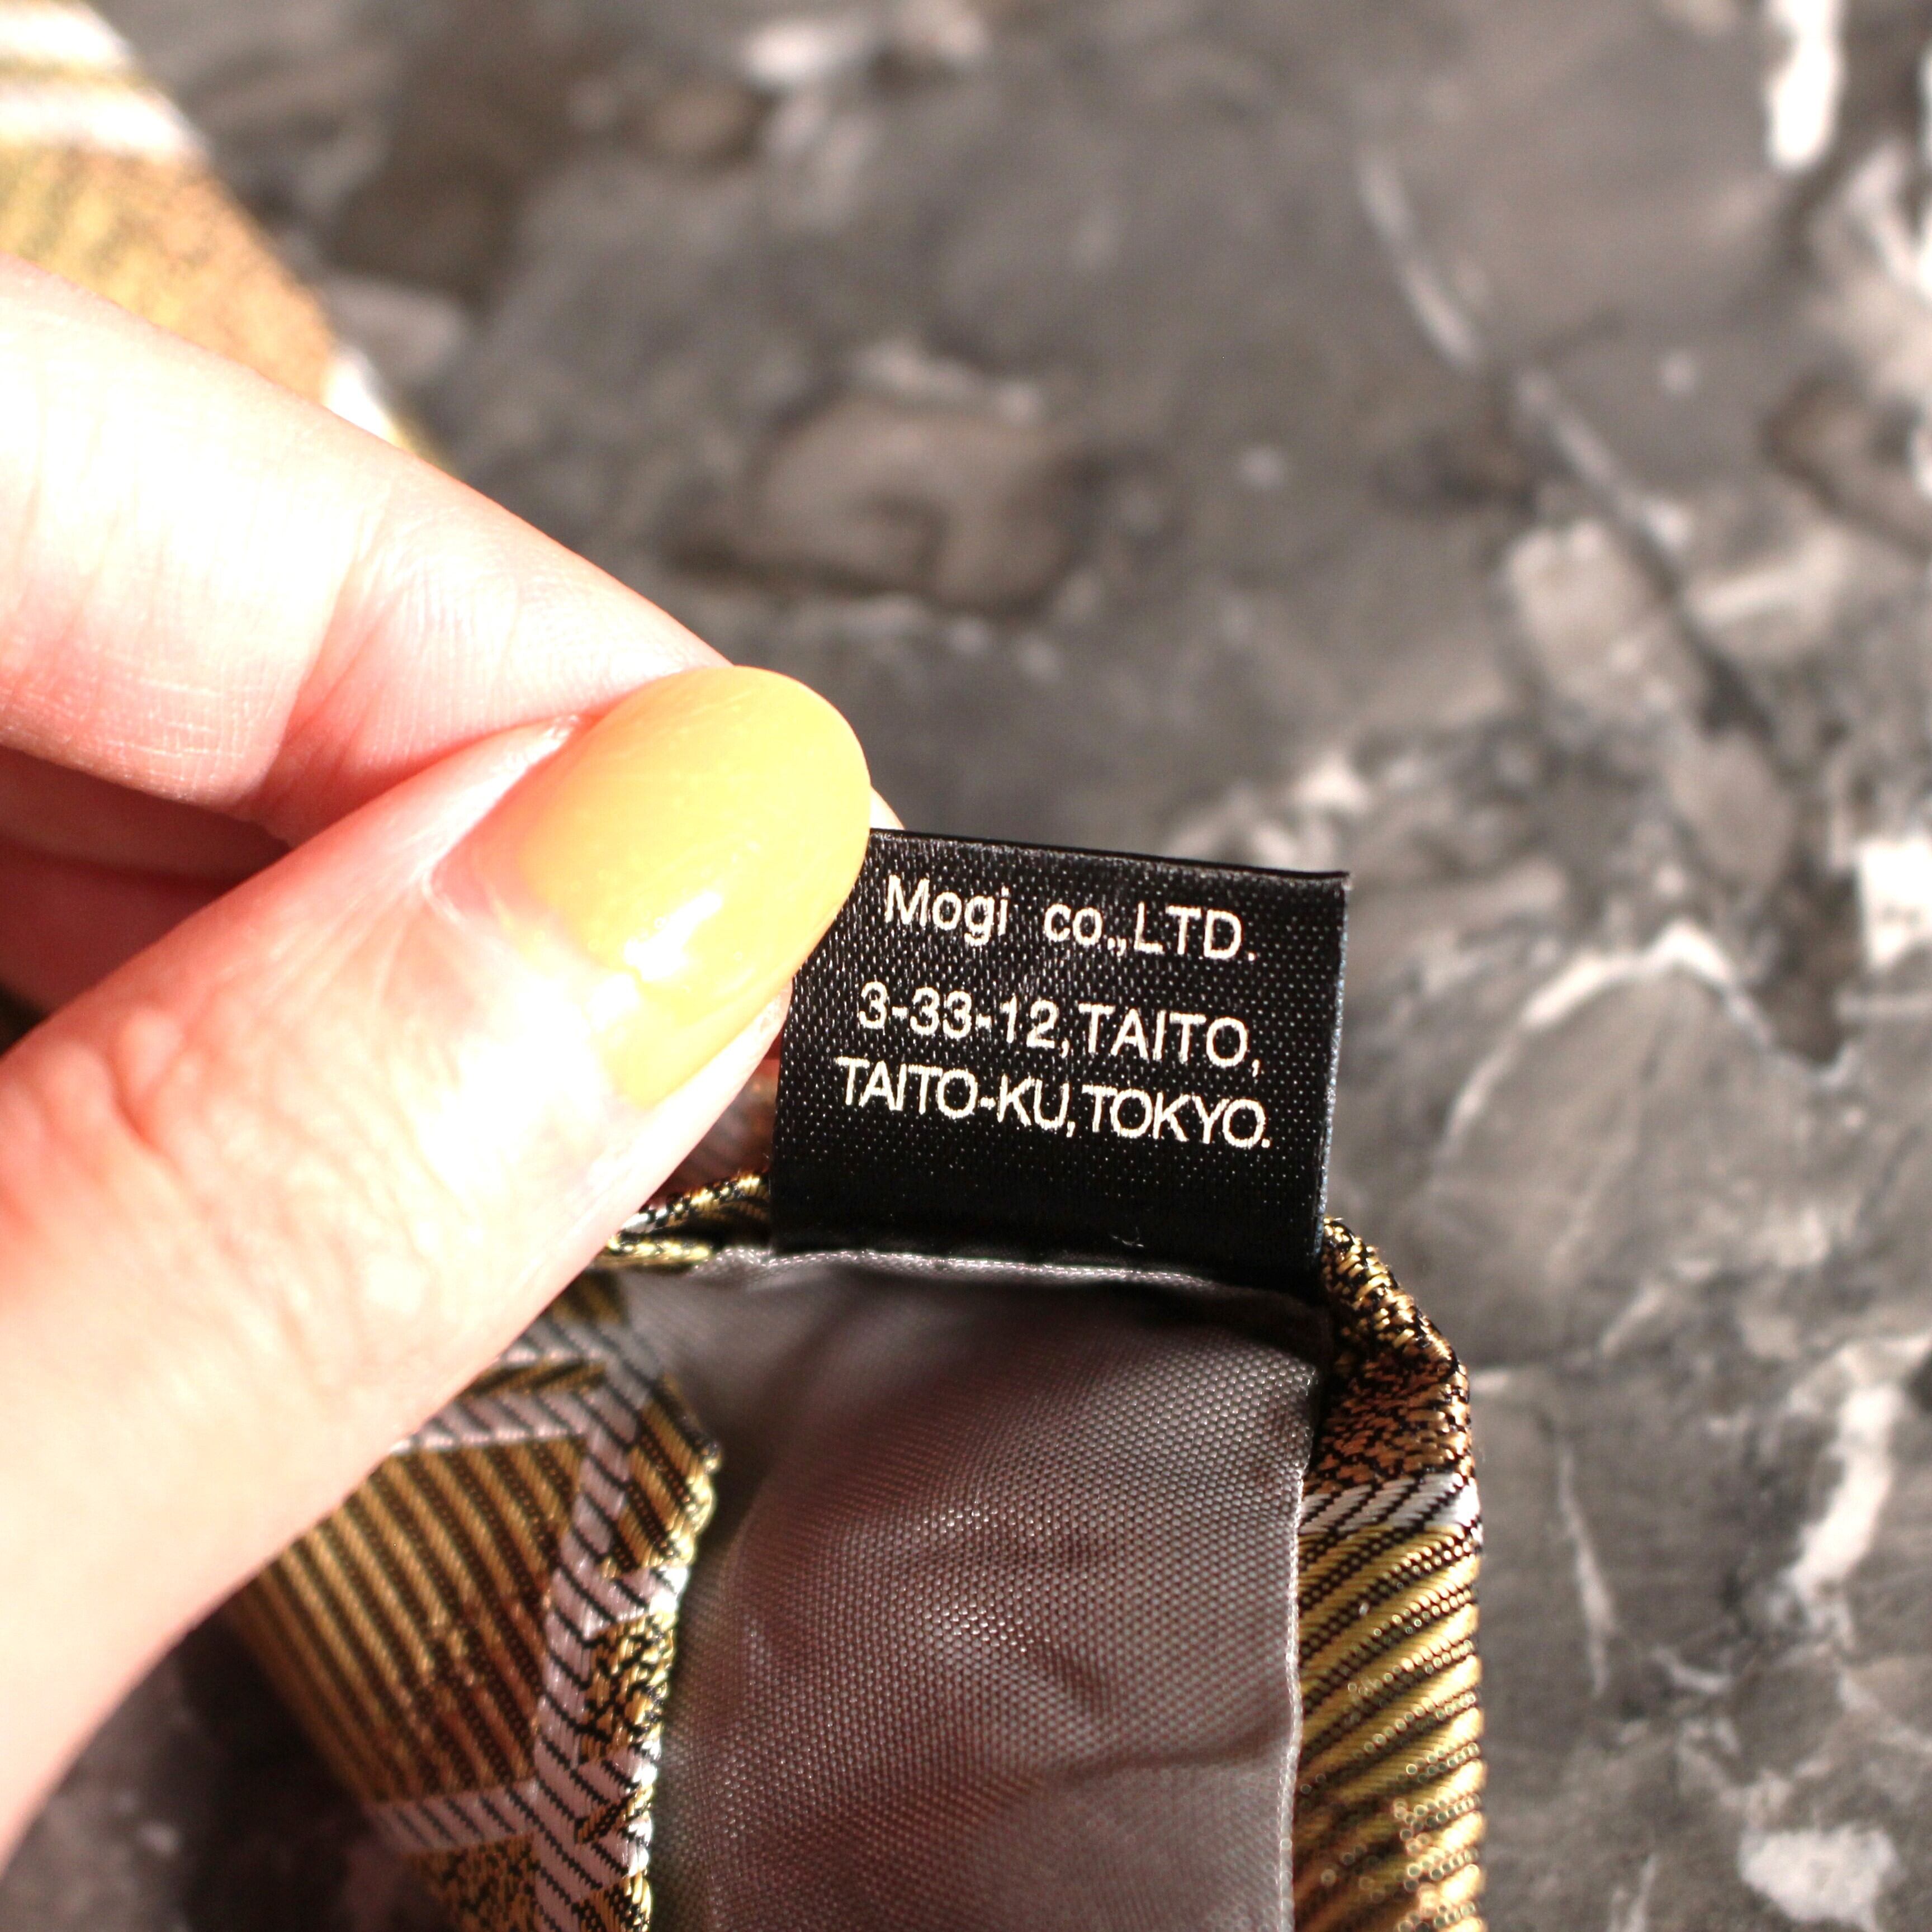 Mogi co.,LTD.
3-33-12,TAITO,
TAITO-KU,TOKYO.